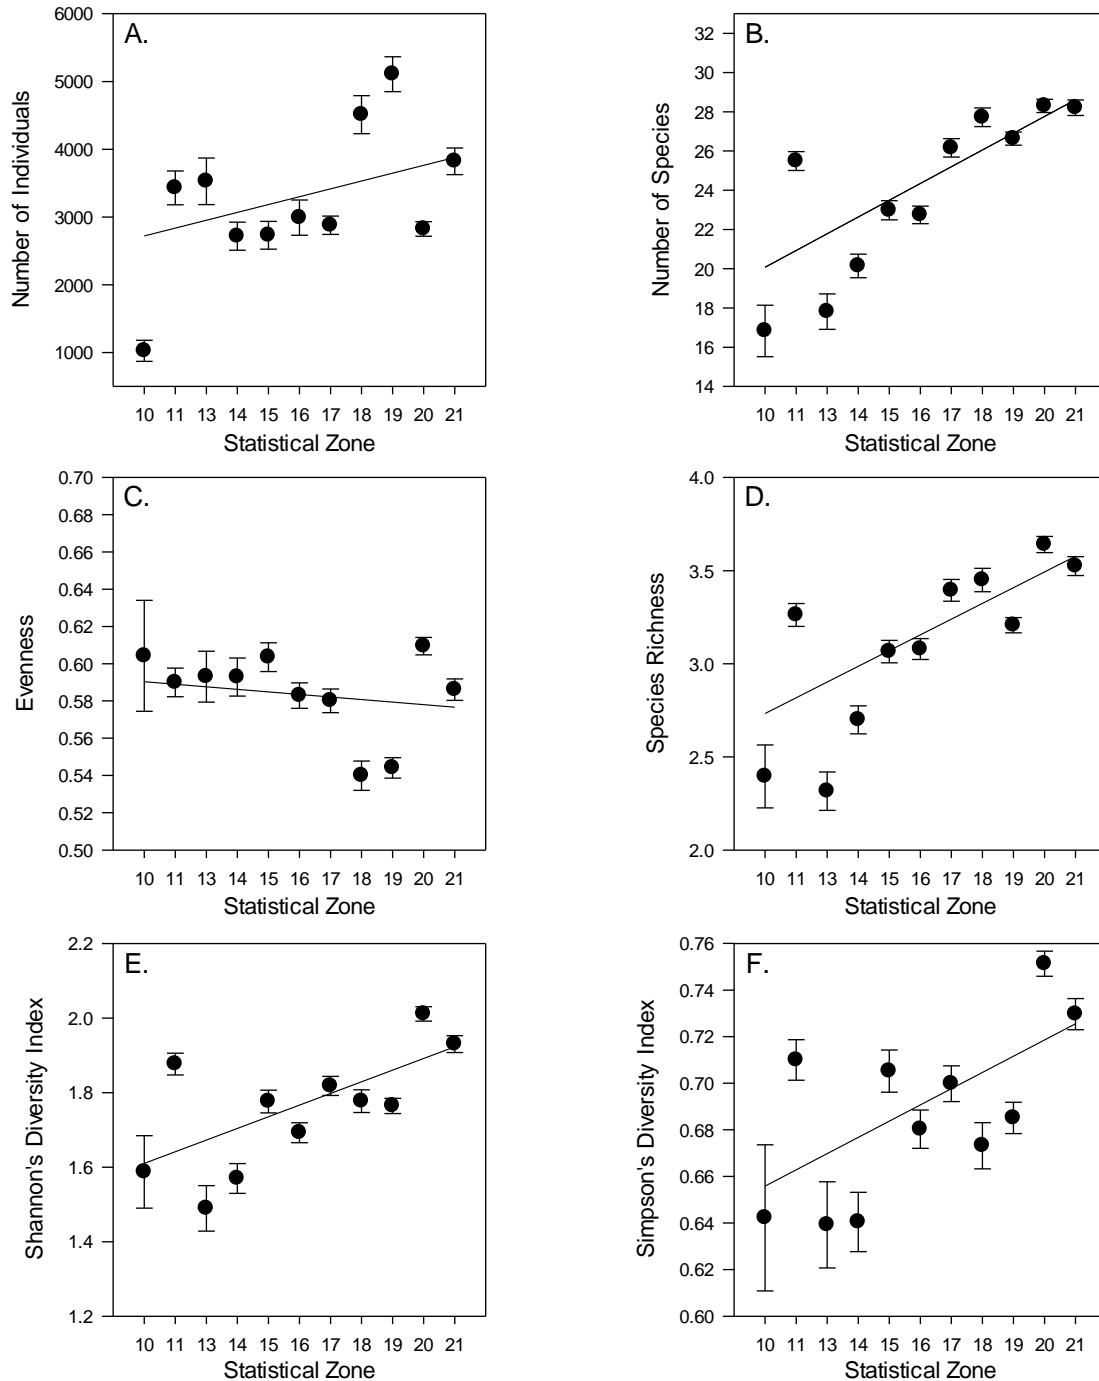 A.
Number of Individuals
6000
5000
4000
3000
2000
1000
10 11 13 14 15 16 17 18 19 20 21
Statistical Zone
B.
Number of Species
32
30
28
26
24
22
20
18
16
14
10 11 13 14 15 16 17 18 19 20 21
Statistical Zone
C.
Evenness
0.70
0.68
0.66
0.64
0.62
0.60
0.58
0.56
0.54
0.52
0.50
10 11 13 14 15 16 17 18 19 20 21
Statistical Zone
D.
Species Richness
4.0
3.5
3.0
2.5
2.0
10 11 13 14 15 16 17 18 19 20 21
Statistical Zone
E.
Shannon's Diversity Index
2.2
2.0
1.8
1.6
1.4
1.2
10 11 13 14 15 16 17 18 19 20 21
Statistical Zone
F.
Simpson's Diversity Index
0.76
0.74
0.72
0.70
0.68
0.66
0.64
0.62
0.60
10 11 13 14 15 16 17 18 19 20 21
Statistical Zone